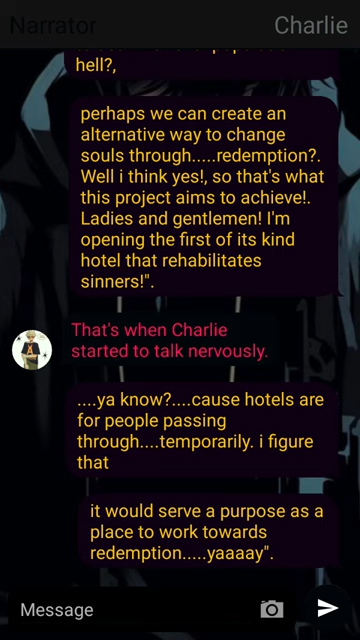 Narrator
Charlie
hell?,
perhaps we can create an
alternative way to change
souls through.....redemption?.
Well i think yes!, so that's what
this project aims to achieve!.
Ladies and gentlemen! I'm
opening the first of its kind
hotel that rehabilitates
sinners!".
That's when Charlie
started to talk nervously.
....ya know?....cause hotels are
for people passing
through....temporarily. i figure
that
it would serve a purpose as a
place to work towards
redemption.....yaaaay".
Message